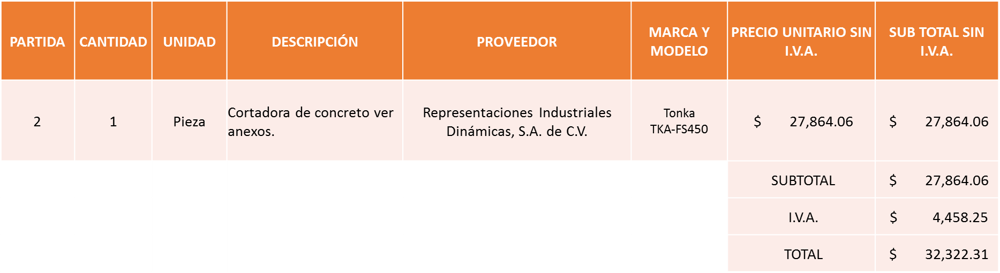 PARTIDA CANTIDAD UNIDAD DESCRIPCIÓN PROVEEDOR MARCA Y MODELO PRECIO UNITARIO SIN I.V.A. SUB TOTAL SIN I.V.A.
2 1 Pieza Cortadora de concreto ver anexos. Representaciones Industriales Dinámicas, S.A. de C.V. Tonka TKA-FS450 $ 27,864.06 $ 27,864.06
SUBTOTAL $ 27,864.06
I.V.A. $ 4,458.25
TOTAL $ 32,322.31